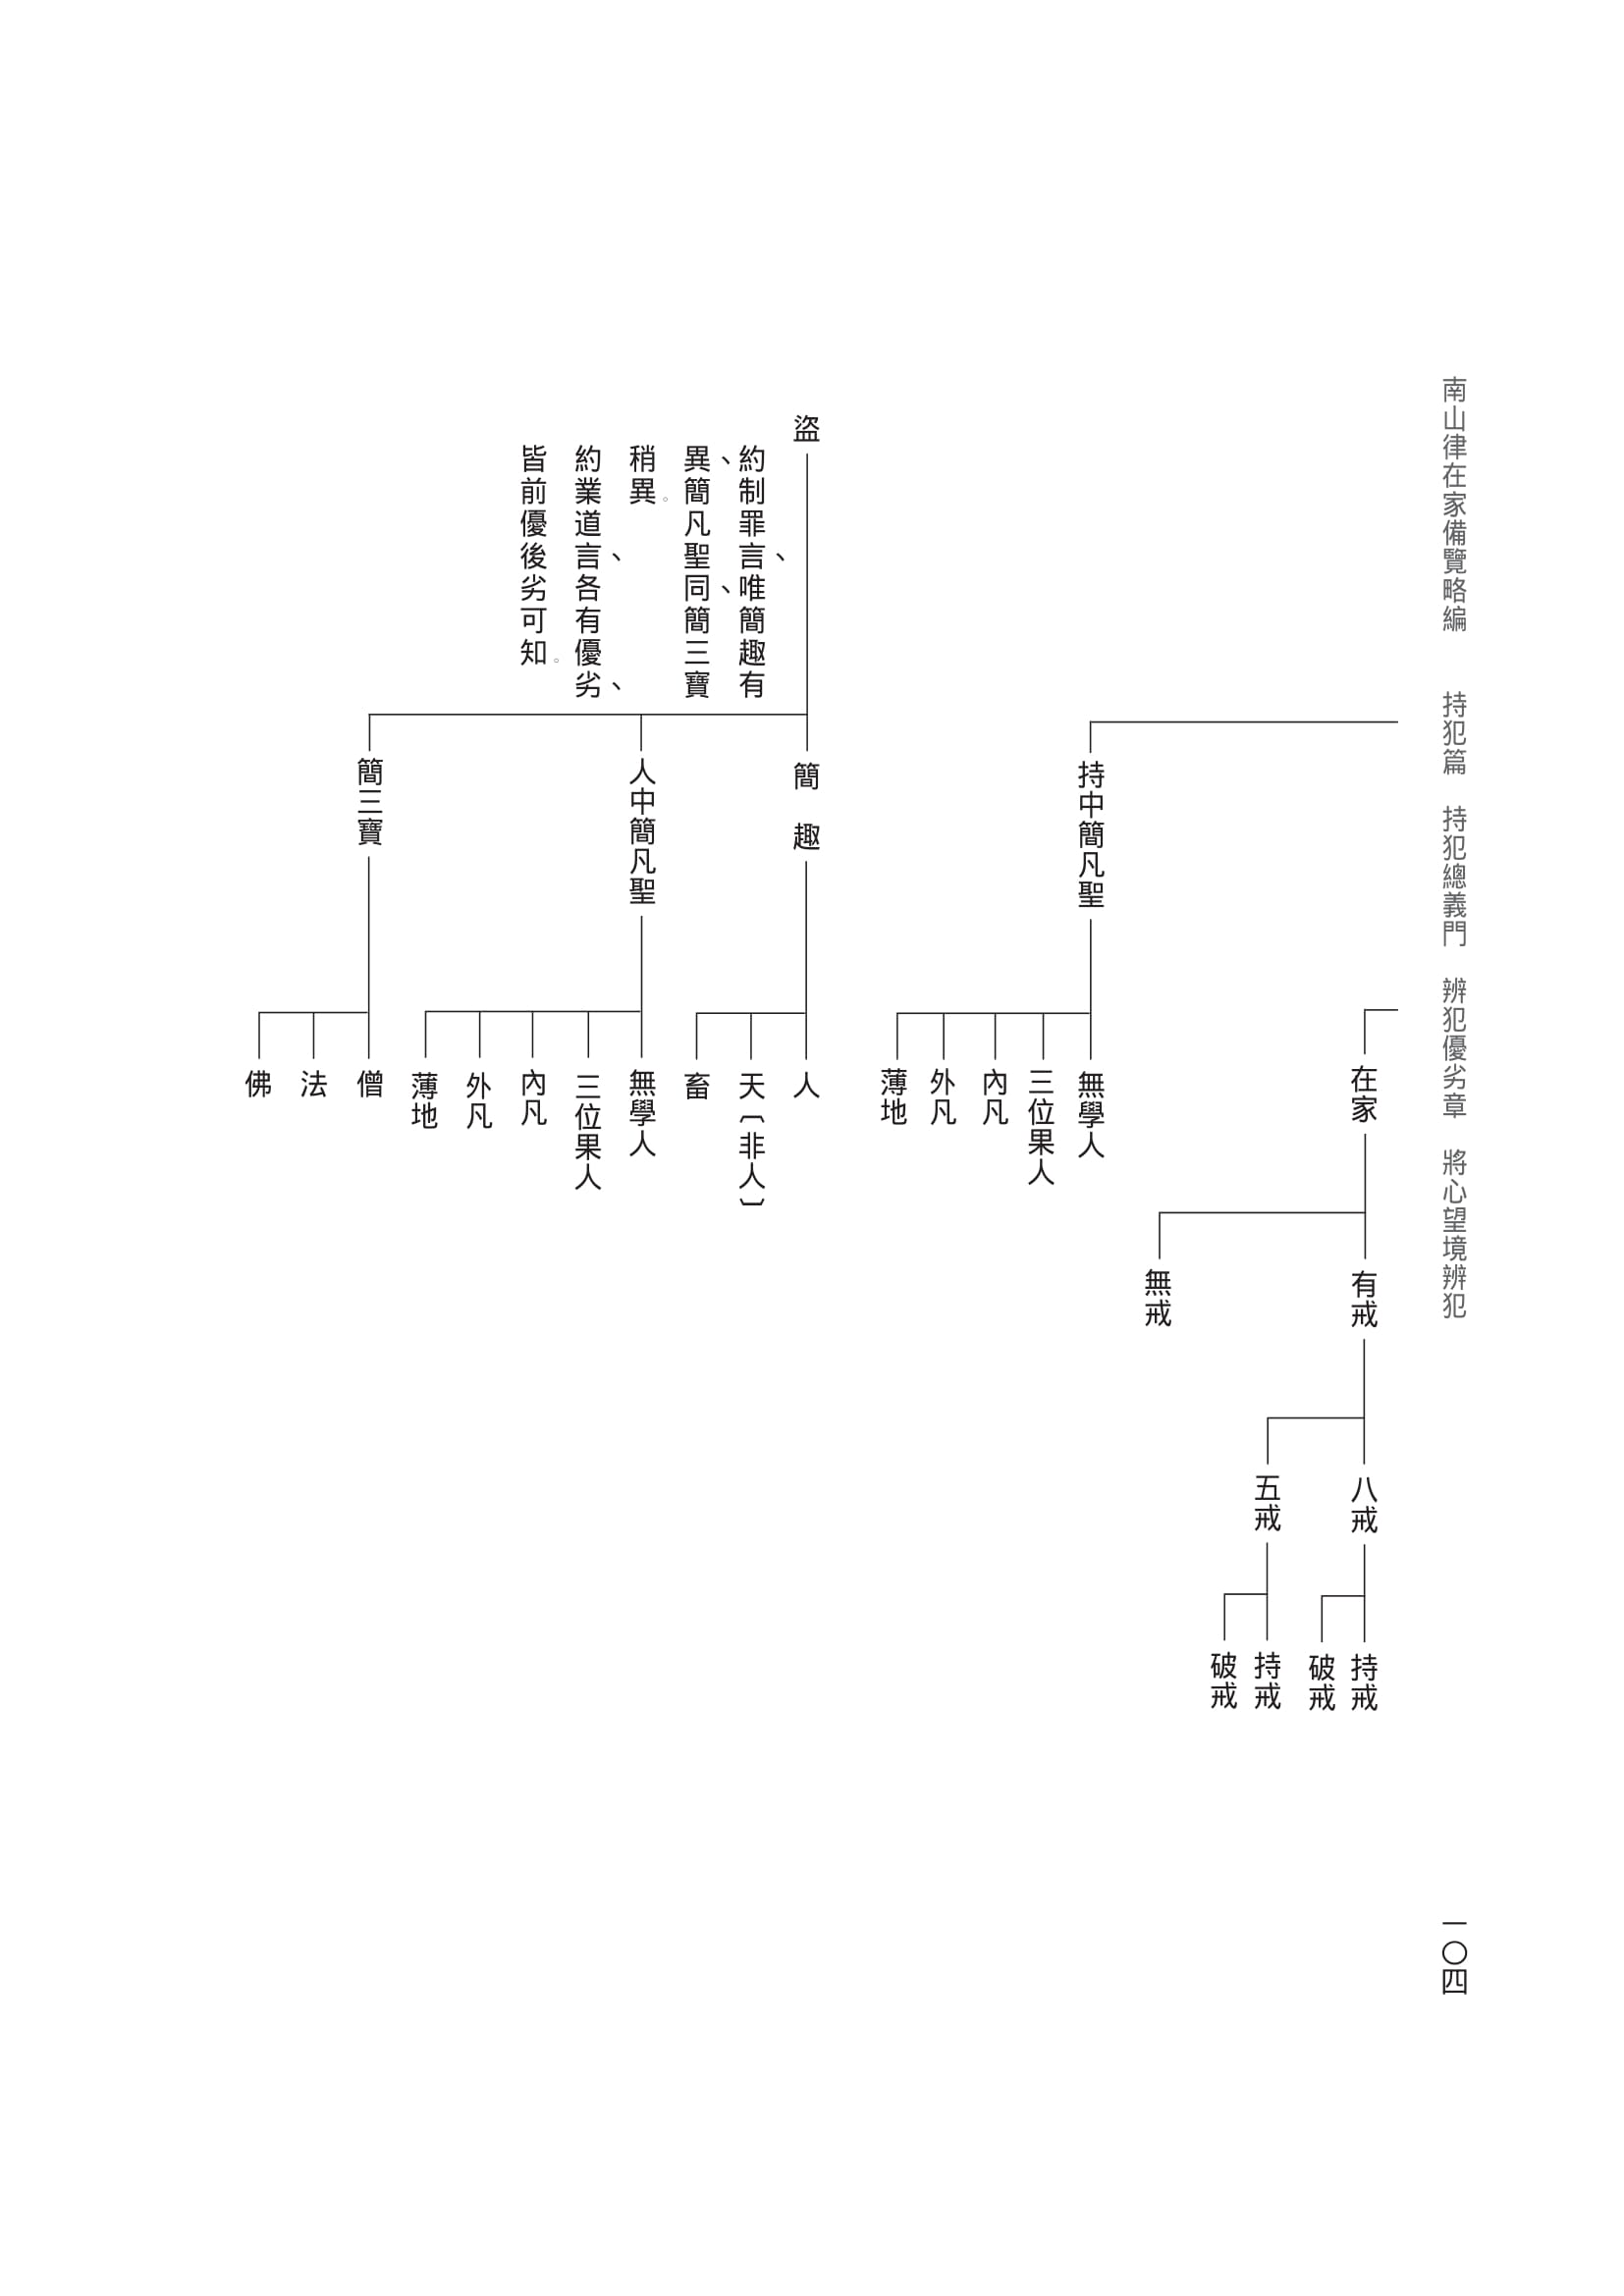 南山律在家備覽略編　持犯篇　持犯總義門　辨犯優劣章　將心望境辨犯
一〇四
在家
有戒
八戒
持戒
破戒
五戒
持戒
破戒
無戒
持中簡凡聖
無學人
三位果人
內凡
外凡
薄地
盜
約制罪言、唯簡趣有
異、簡凡聖同、簡三寶
稍異。
約業道言、各有優劣、
皆前優後劣可知。
簡　趣
人
天〔非人〕
畜
人中簡凡聖
無學人
三位果人
內凡
外凡
薄地
簡三寶
僧
法
佛